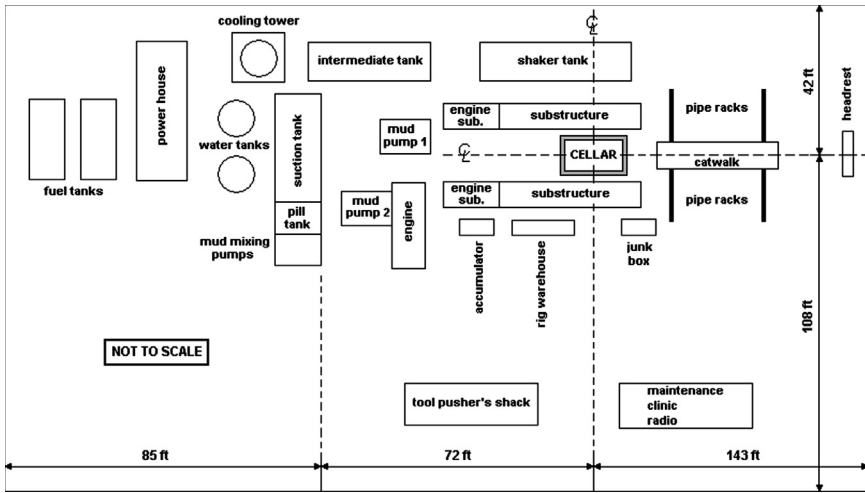 cooling tower
power house
intermediate tank
shaker tank
42 ft
headrest
fuel tanks
water tanks
suction tank
mud
pump 1
engine
sub.
substructure
pipe racks
CL
CL
CELLAR
catwalk
pill
tank
mud
pump 2
engine
engine
sub.
substructure
pipe racks
mud mixing
pumps
accumulator
rig warehouse
junk
box
108 ft
NOT TO SCALE
tool pusher's shack
maintenance
clinic
radio
85 ft
72 ft
143 ft